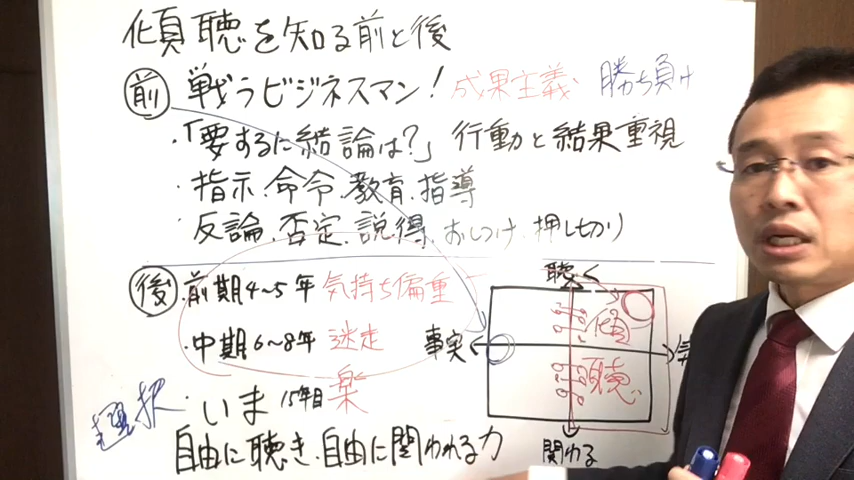 傾聴を知る前と後
前 戦うビジネスマン! 成果主義 勝ち負け
・「要するに結論は?」 行動と結果重視
・指示.命令.教育.指導
・反論.否定.説得.おしつけ.押しきり
後 ・前期4~5年 気持ち偏重
・中期6~8年 迷走
選択 ・いま 15年目 楽
自由に聴き.自由に関われる力
聴く
事実
傾聴
関わる